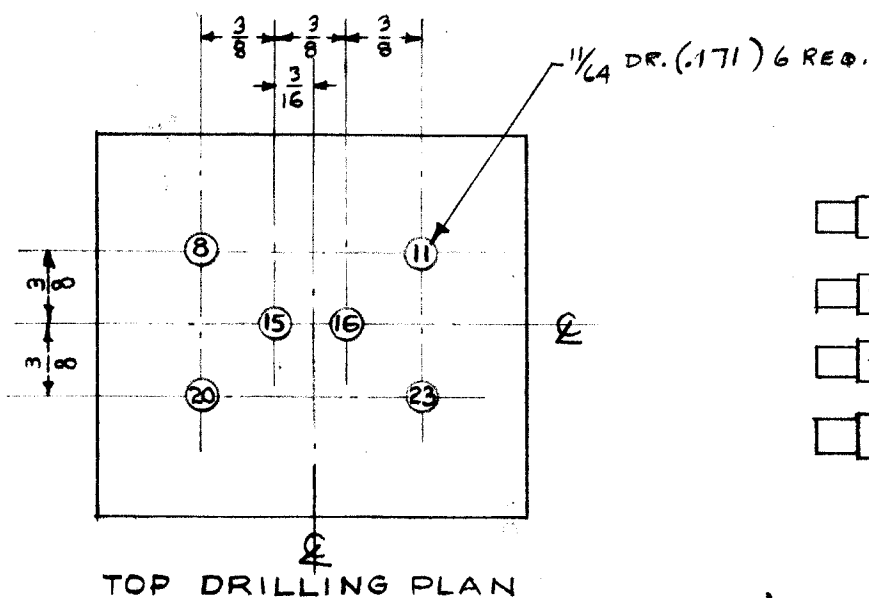 3/8 3/8 3/8
3/16
11/64 DR. (.171) 6 REQ.
8 11
3/8
15 16 ℄
3/8
20 23
℄
TOP DRILLING PLAN